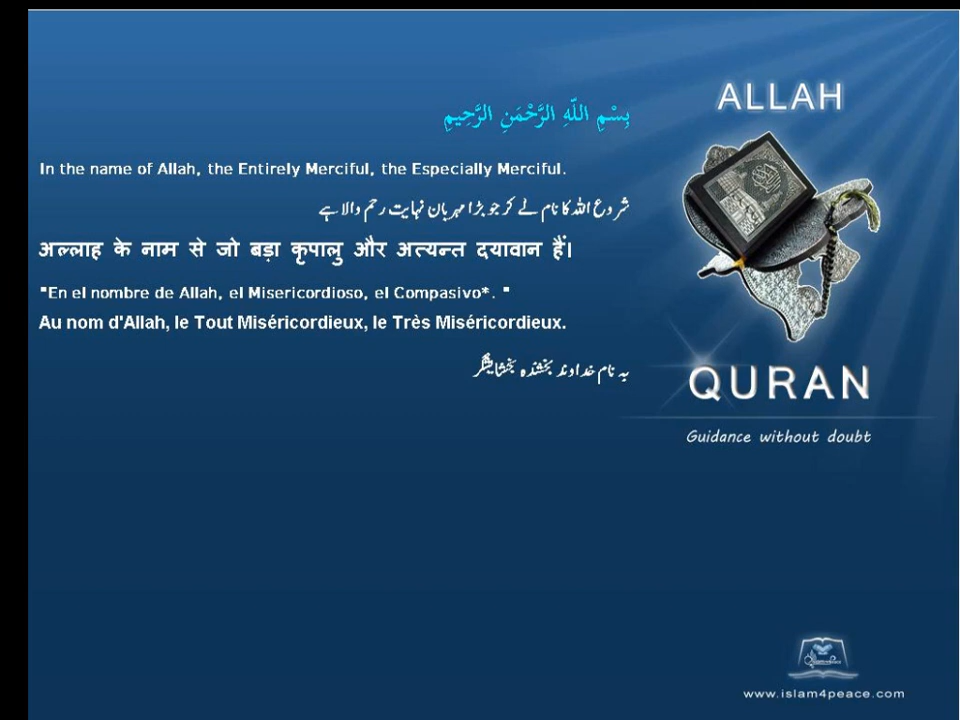 بِسْمِ اللّهِ الرَّحْمَنِ الرَّحِيمِ
In the name of Allah, the Entirely Merciful, the Especially Merciful.
شروع الله کا نام لے کر جو بڑا مہربان نہایت رحم والا ہے
अल्लाह के नाम से जो बड़ा कृपालु और अत्यन्त दयावान हैं।
"En el nombre de Allah, el Misericordioso, el Compasivo*. "
Au nom d'Allah, le Tout Miséricordieux, le Très Miséricordieux.
به نام خداوند بخشنده بخشایشگر
ALLAH
QURAN
Guidance without doubt
www.islam4peace.com